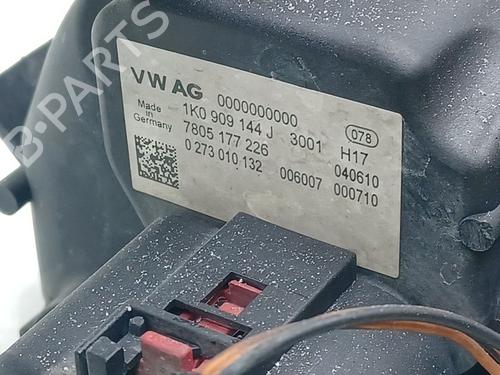 B-PARTS
VW AG 0000000000 078
Made in Germany 1K0 909 144 J 3001 H17
7805 177 226 040610
0 273 010 132 006007 000710